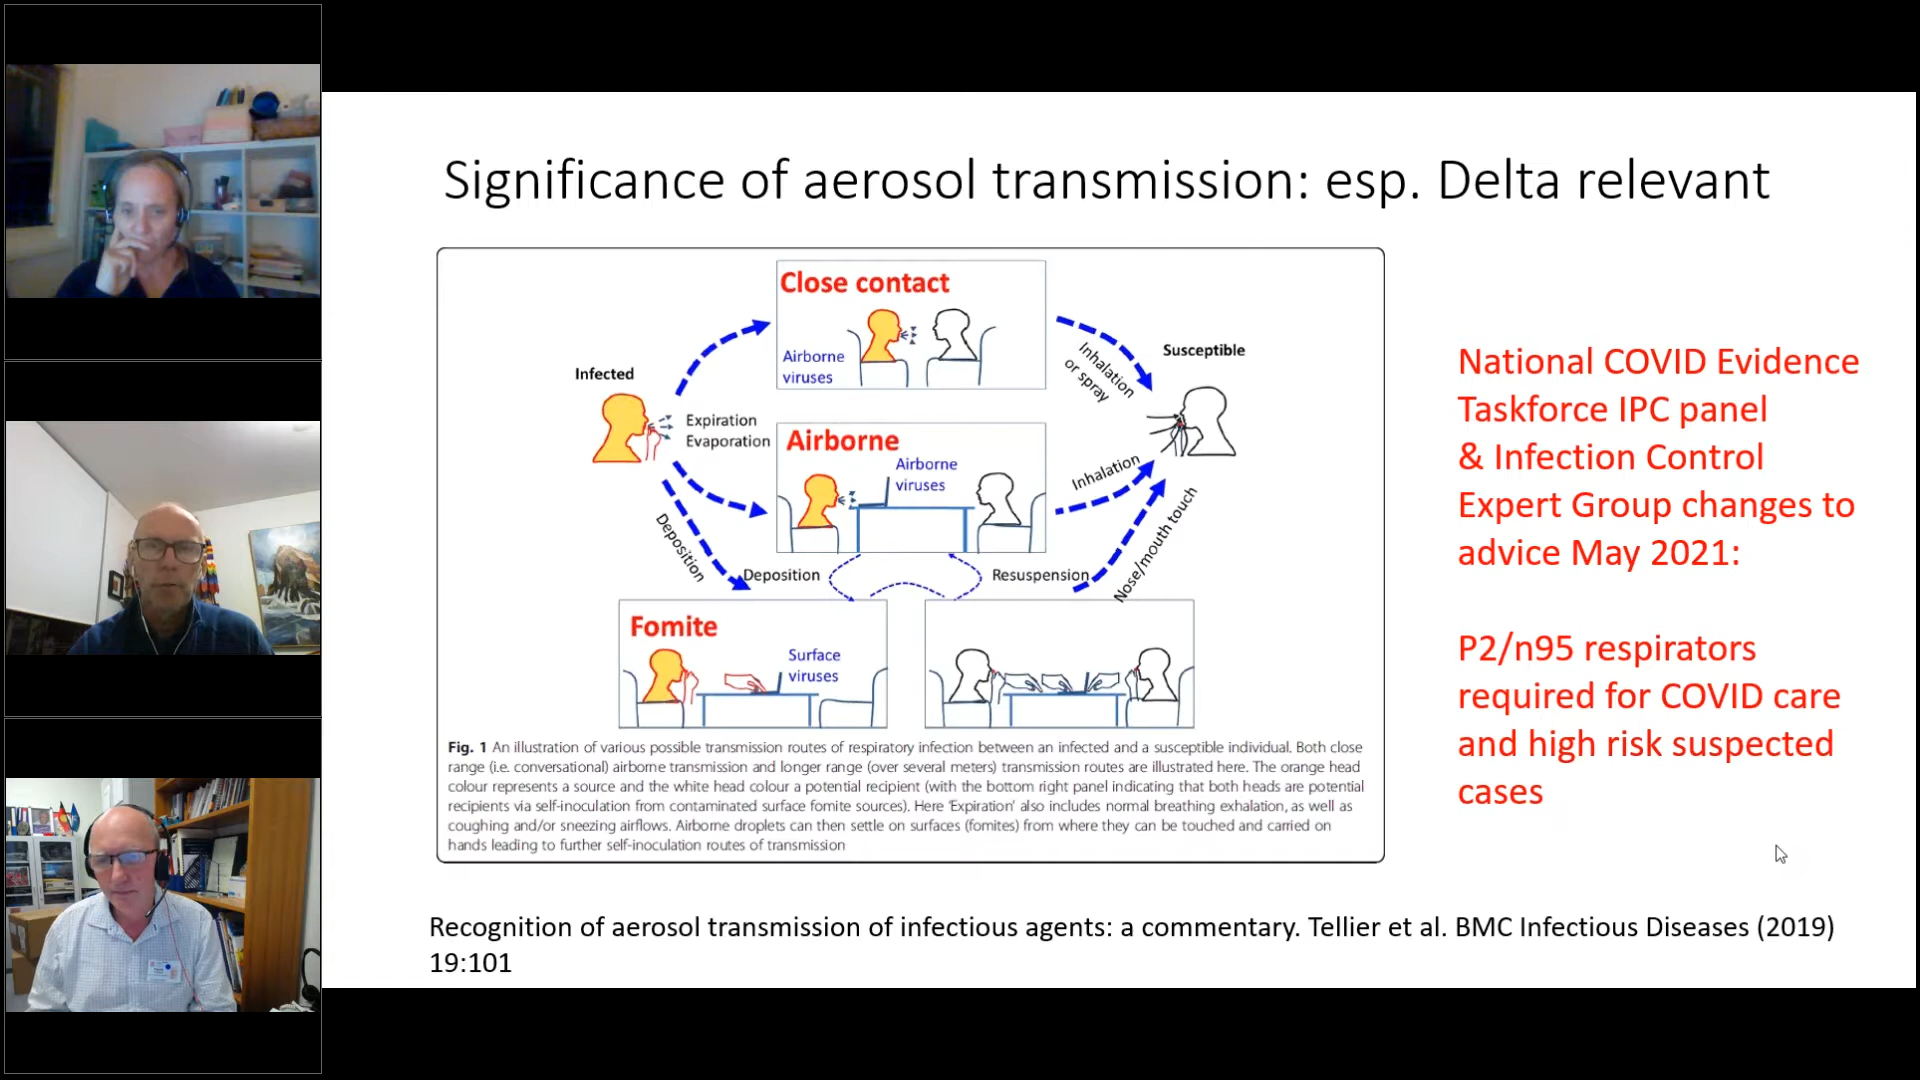 Significance of aerosol transmission: esp. Delta relevant
Close contact
Airborne
viruses
Infected
Expiration
Evaporation
Inhalation
or spray
Susceptible
Airborne
Airborne
viruses
Inhalation
Deposition
Deposition
Resuspension
Nose/mouth touch
Fomite
Surface
viruses
Fig. 1 An illustration of various possible transmission routes of respiratory infection between an infected and a susceptible individual. Both close
range (i.e. conversational) airborne transmission and longer range (over several meters) transmission routes are illustrated here. The orange head
colour represents a source and the white head colour a potential recipient (with the bottom right panel indicating that both heads are potential
recipients via self-inoculation from contaminated surface fomite sources). Here 'Expiration' also includes normal breathing exhalation, as well as
coughing and/or sneezing airflows. Airborne droplets can then settle on surfaces (fomites) from where they can be touched and carried on
hands leading to further self-inoculation routes of transmission
National COVID Evidence
Taskforce IPC panel
& Infection Control
Expert Group changes to
advice May 2021:
P2/n95 respirators
required for COVID care
and high risk suspected
cases
Recognition of aerosol transmission of infectious agents: a commentary. Tellier et al. BMC Infectious Diseases (2019)
19:101